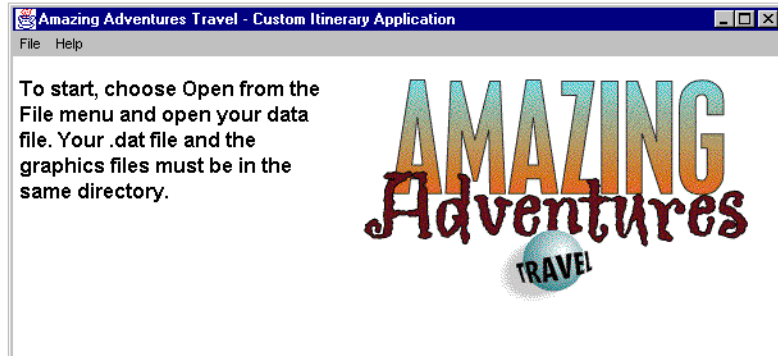 Amazing Adventures Travel - Custom Itinerary Application
File Help
To start, choose Open from the
File menu and open your data
file. Your .dat file and the
graphics files must be in the
same directory.
AMAZING
Adventures
TRAVEL